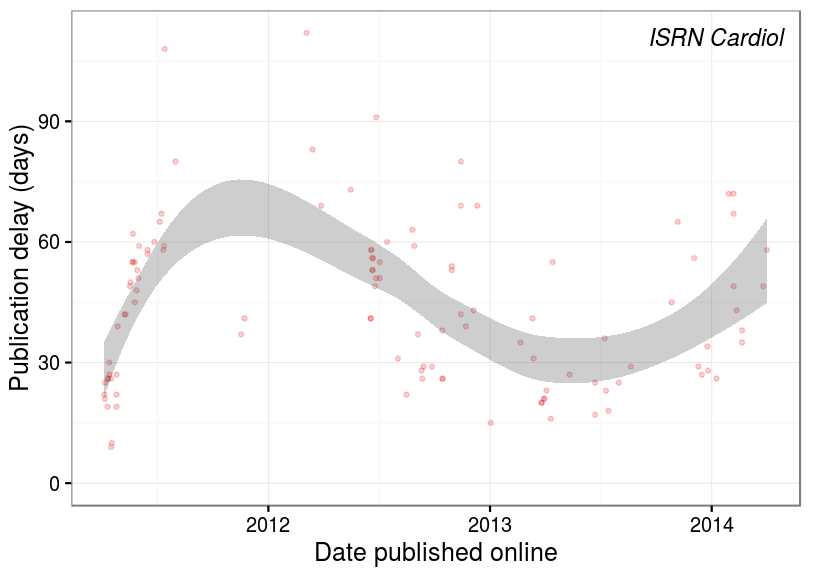 ISRN Cardiol
Publication delay (days)
90
60
30
0
2012 2013 2014
Date published online